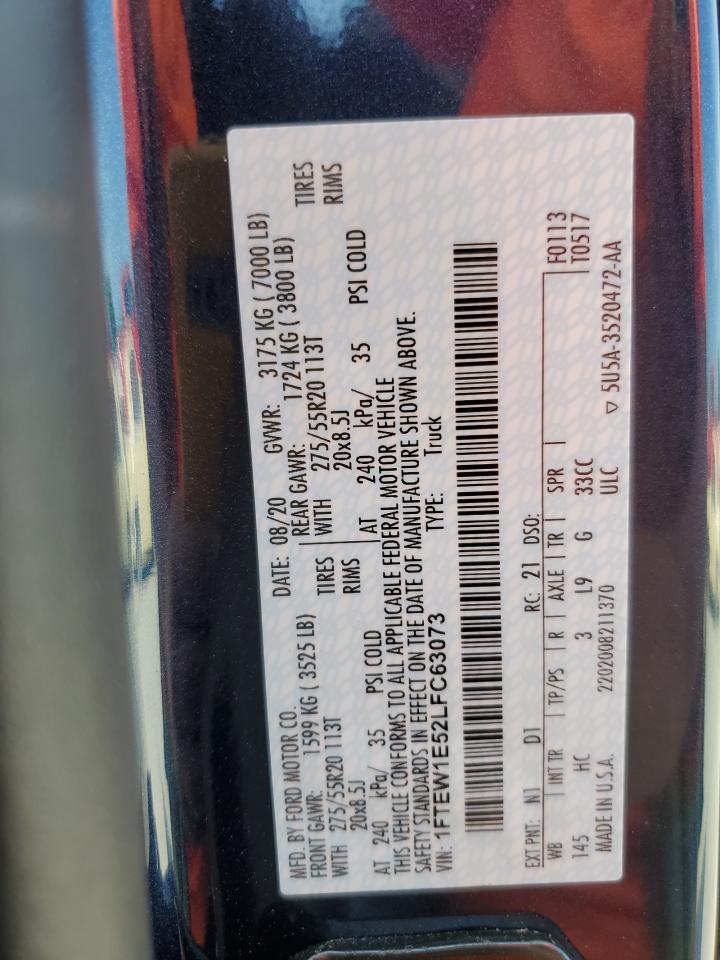 MFD. BY FORD MOTOR CO. DATE: 08/20 GVWR: 3175 KG ( 7000 LB)
FRONT GAWR: 1599 KG ( 3525 LB) REAR GAWR: 1724 KG ( 3800 LB)
WITH 275/55R20 113T TIRES WITH 275/55R20 113T TIRES
20x8.5J RIMS 20x8.5J RIMS
AT 240 kPa/ 35 PSI COLD AT 240 kPa/ 35 PSI COLD
THIS VEHICLE CONFORMS TO ALL APPLICABLE FEDERAL MOTOR VEHICLE
SAFETY STANDARDS IN EFFECT ON THE DATE OF MANUFACTURE SHOWN ABOVE.
VIN: 1FTEW1E52LFC63073 TYPE: Truck
EXT PNT: N1 D1 RC: 21 DSO: F0113
WB INT TR TP/PS R AXLE TR SPR T0517
145 HC 3 L9 G 33CC
MADE IN U.S.A. 2202008211370 ULC ▽ 5U5A-3520472-AA